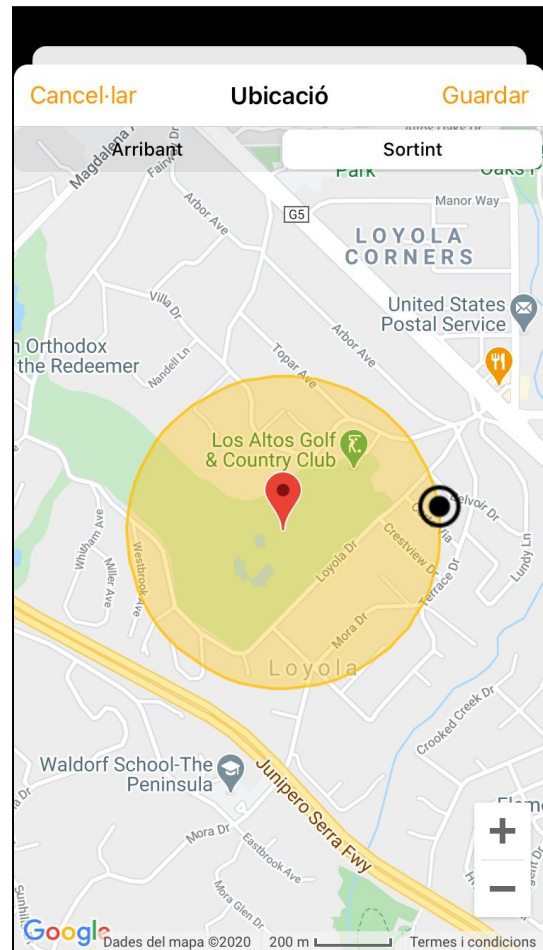 Cancel·lar Ubicació Guardar
Arribant Sortint
Magdalena A
Fairwa
Park
Oaks P
Manor Way
Arbor Ave
G5
LOYOLA
CORNERS
Villa Dr
United States
Postal Service
n Orthodox
the Redeemer
Nandell Ln
Topar Ave
Arbor Ave
Los Altos Golf
& Country Club
Belvoir Dr
Whitham Ave
Miller Ave
Westbrook Ave
Loyola Dr
Crestview Dr
Terrace Dr
Lundy Ln
Mora Dr
Loyola
Crooked Creek Dr
Waldorf School-The
Peninsula
Junipero Serra Fwy
Eleme
Mora Dr
Eastbrook Ave
Mora Glen Dr
Sunhil
+
−
Google
Dades del mapa ©2020 200 m Termes i condicions